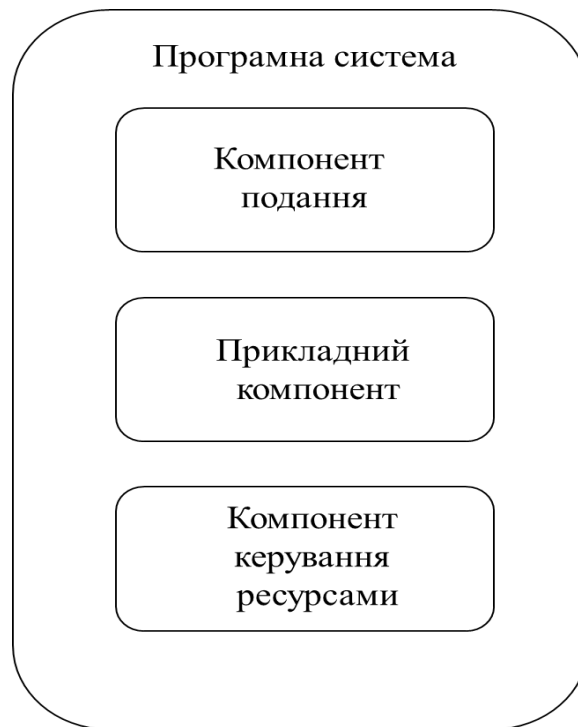 Програмна система
Компонент
подання
Прикладний
компонент
Компонент
керування
ресурсами